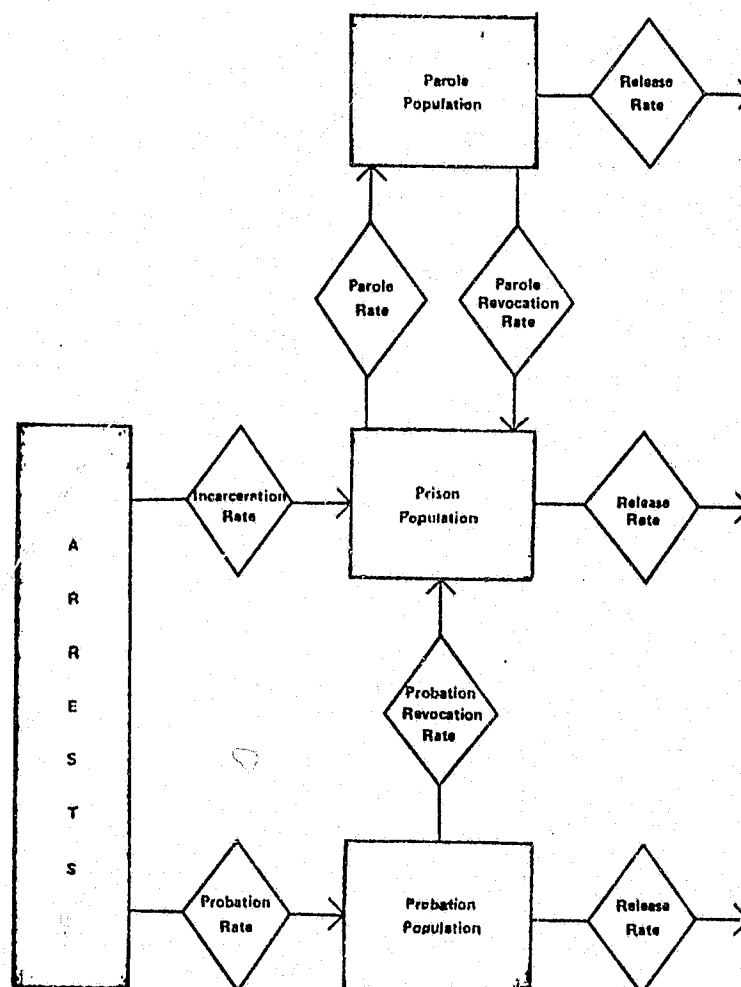 Parole
Population
Release
Rate
Parole
Rate
Parole
Revocation
Rate
Incarceration
Rate
Prison
Population
Release
Rate
A
R
R
E
S
T
S
Probation
Revocation
Rate
Probation
Rate
Probation
Population
Release
Rate